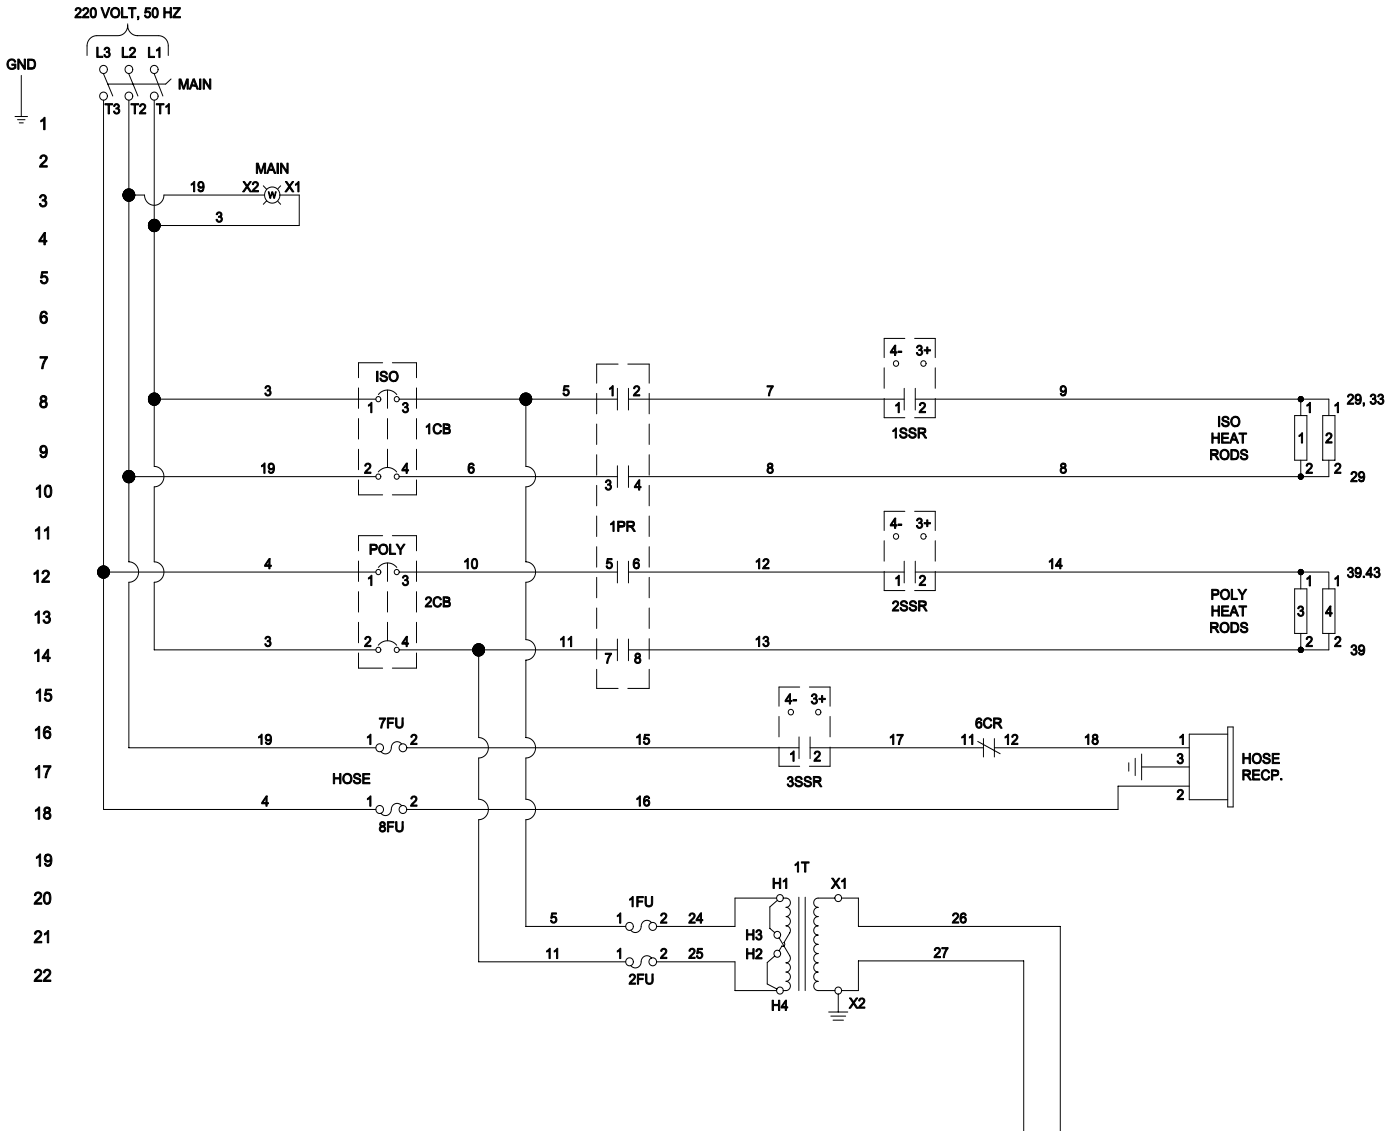 220 VOLT, 50 HZ
L3 L2 L1
GND
MAIN
T3 T2 T1
1
2
MAIN
19 X2 W X1
3
3
4
5
6
7
4- 3+
ISO
3 1 3 5 1 2 7 1 2 9 1 1 29, 33
8
1CB
1SSR
ISO
HEAT
RODS
1 2
9
19 2 4 6 3 4 8 8 2 2 29
10
11
1PR
4- 3+
POLY
4 1 3 10 5 6 12 1 2 14 1 1 39.43
12
2CB
2SSR
POLY
HEAT
RODS
3 4
13
3 2 4 11 7 8 13 2 2 39
14
15
4- 3+
7FU
6CR
16
19 1 2 15 1 2 17 11 12 18 1
3SSR
3
HOSE
RECP.
17
HOSE
2
4 1 2 16
18
8FU
19
1T
H1 X1
20
1FU
5 1 2 24 26
21
H3
H2
11 1 2 25 27
22
2FU
H4 X2